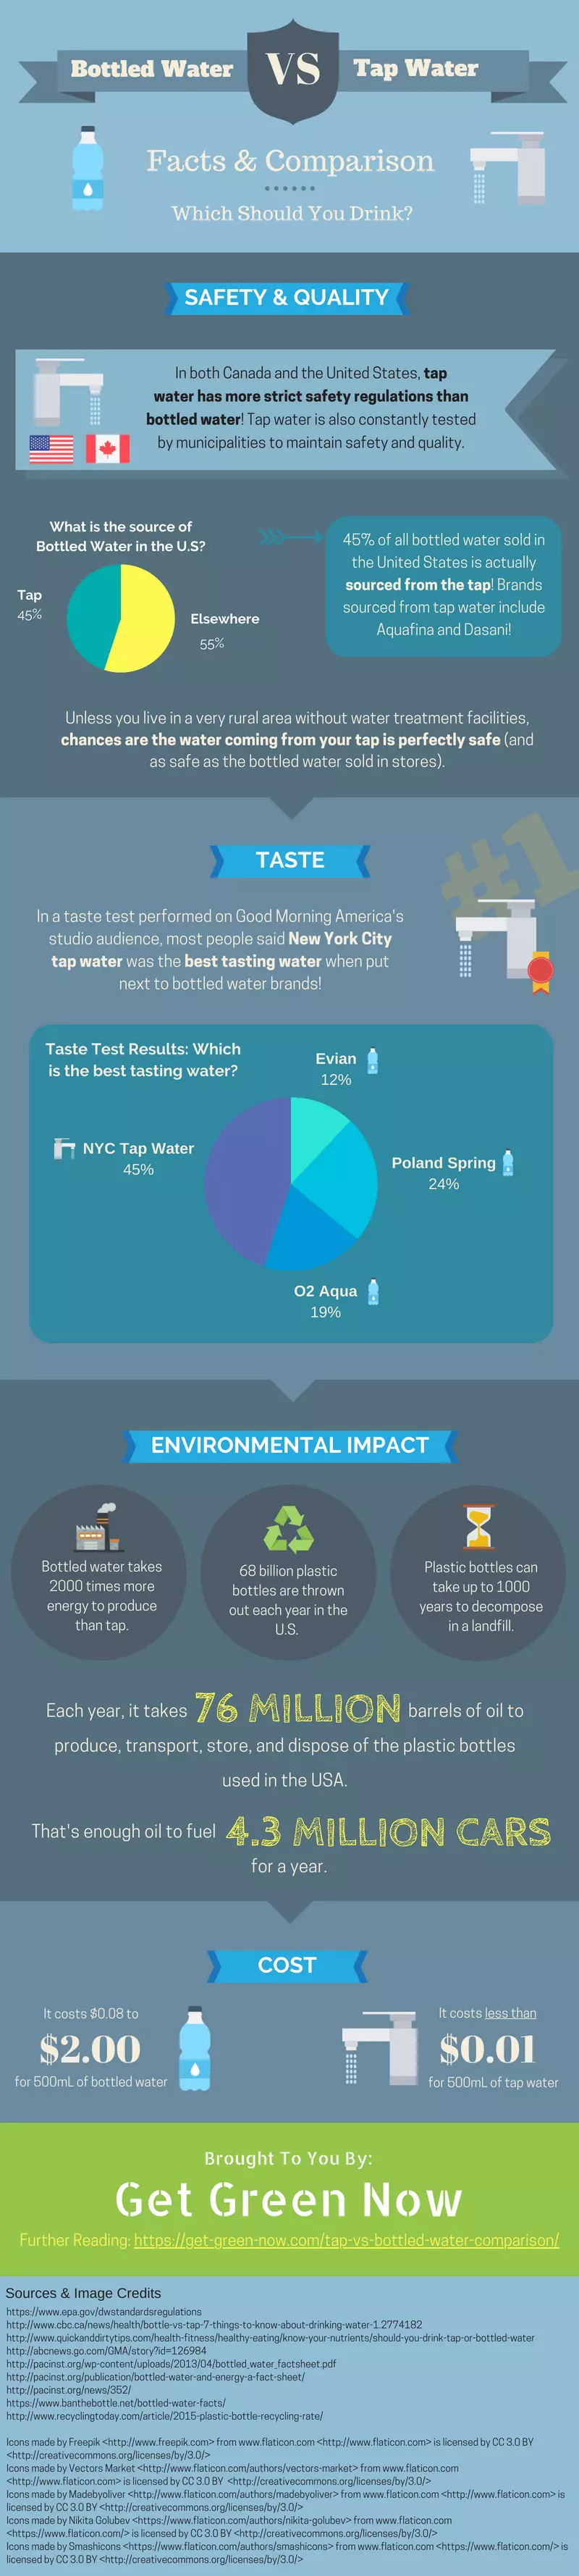 Bottled Water
VS
Tap Water
Facts & Comparison
Which Should You Drink?
SAFETY & QUALITY
In both Canada and the United States, tap
water has more strict safety regulations than
bottled water! Tap water is also constantly tested
by municipalities to maintain safety and quality.
What is the source of
Bottled Water in the U.S?
Tap
45%
Elsewhere
55%
45% of all bottled water sold in
the United States is actually
sourced from the tap! Brands
sourced from tap water include
Aquafina and Dasani!
Unless you live in a very rural area without water treatment facilities,
chances are the water coming from your tap is perfectly safe (and
as safe as the bottled water sold in stores).
TASTE
#1
In a taste test performed on Good Morning America's
studio audience, most people said New York City
tap water was the best tasting water when put
next to bottled water brands!
Taste Test Results: Which
is the best tasting water?
Evian
12%
NYC Tap Water
45%
Poland Spring
24%
O2 Aqua
19%
ENVIRONMENTAL IMPACT
Bottled water takes
2000 times more
energy to produce
than tap.
68 billion plastic
bottles are thrown
out each year in the
U.S.
Plastic bottles can
take up to 1000
years to decompose
in a landfill.
Each year, it takes 76 MILLION barrels of oil to
produce, transport, store, and dispose of the plastic bottles
used in the USA.
That's enough oil to fuel 4.3 MILLION CARS
for a year.
COST
It costs $0.08 to
$2.00
for 500mL of bottled water
It costs less than
$0.01
for 500mL of tap water
Brought To You By:
Get Green Now
Further Reading: https://get-green-now.com/tap-vs-bottled-water-comparison/
Sources & Image Credits
https://www.epa.gov/dwstandardsregulations
http://www.cbc.ca/news/health/bottle-vs-tap-7-things-to-know-about-drinking-water-1.2774182
http://www.quickanddirtytips.com/health-fitness/healthy-eating/know-your-nutrients/should-you-drink-tap-or-bottled-water
http://abcnews.go.com/GMA/story?id=126984
http://pacinst.org/wp-content/uploads/2013/04/bottled_water_factsheet.pdf
http://pacinst.org/publication/bottled-water-and-energy-a-fact-sheet/
http://pacinst.org/news/352/
https://www.banthebottle.net/bottled-water-facts/
http://www.recyclingtoday.com/article/2015-plastic-bottle-recycling-rate/
Icons made by Freepik <http://www.freepik.com> from www.flaticon.com <http://www.flaticon.com> is licensed by CC 3.0 BY
<http://creativecommons.org/licenses/by/3.0/>
Icons made by Vectors Market <http://www.flaticon.com/authors/vectors-market> from www.flaticon.com
<http://www.flaticon.com> is licensed by CC 3.0 BY <http://creativecommons.org/licenses/by/3.0/>
Icons made by Madebyoliver <http://www.flaticon.com/authors/madebyoliver> from www.flaticon.com <http://www.flaticon.com> is
licensed by CC 3.0 BY <http://creativecommons.org/licenses/by/3.0/>
Icons made by Nikita Golubev <https://www.flaticon.com/authors/nikita-golubev> from www.flaticon.com
<https://www.flaticon.com/> is licensed by CC 3.0 BY <http://creativecommons.org/licenses/by/3.0/>
Icons made by Smashicons <https://www.flaticon.com/authors/smashicons> from www.flaticon.com <https://www.flaticon.com/> is
licensed by CC 3.0 BY <http://creativecommons.org/licenses/by/3.0/>